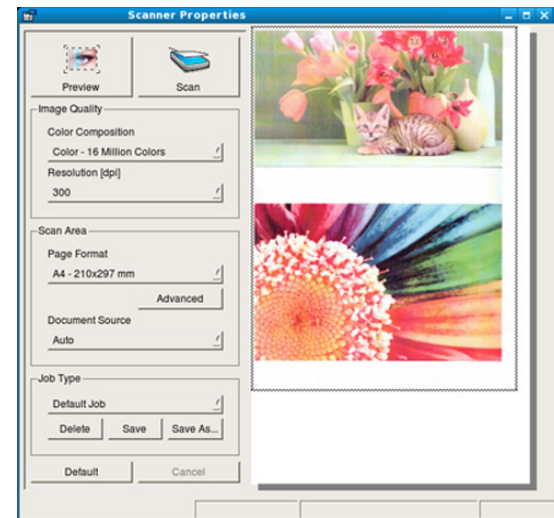 Scanner Properties
Preview Scan
Image Quality
Color Composition
Color - 16 Million Colors
Resolution [dpi]
300
Scan Area
Page Format
A4 - 210x297 mm
Advanced
Document Source
Auto
Job Type
Default Job
Delete Save Save As...
Default Cancel